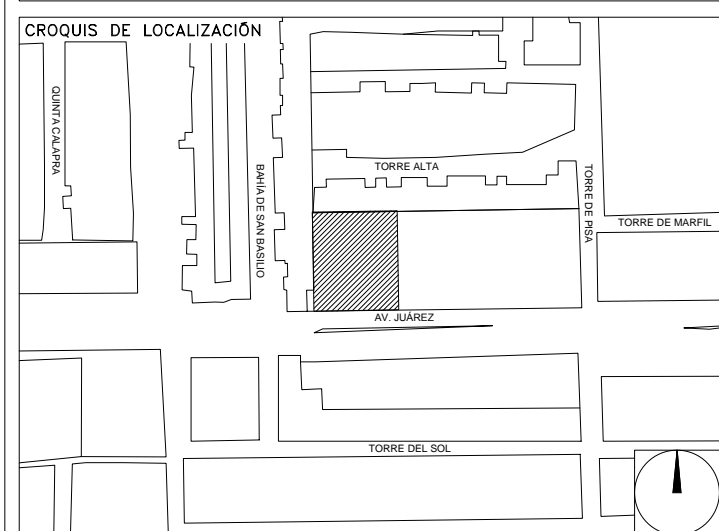 CROQUIS DE LOCALIZACIÓN
QUINTA CALAPRA
BAHÍA DE SAN BASILIO
TORRE ALTA
TORRE DE PISA
TORRE DE MARFIL
AV. JUÁREZ
TORRE DEL SOL